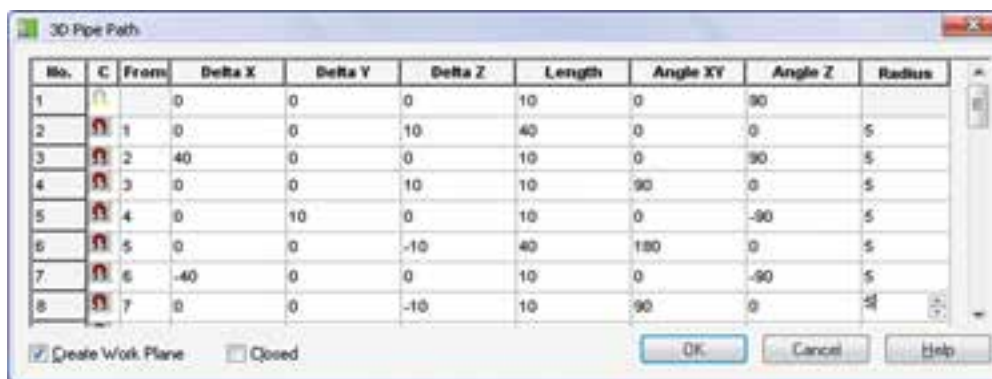 3D Pipe Path
No. C From Delta X Delta Y Delta Z Length Angle XY Angle Z Radius
1 0 0 0 10 0 90
2 1 0 0 10 40 0 0 5
3 2 40 0 0 10 0 90 5
4 3 0 0 10 10 90 0 5
5 4 0 10 0 10 0 -90 5
6 5 0 0 -10 40 180 0 5
7 6 -40 0 0 10 0 -90 5
8 7 0 0 -10 10 90 0
Create Work Plane Closed OK Cancel Help